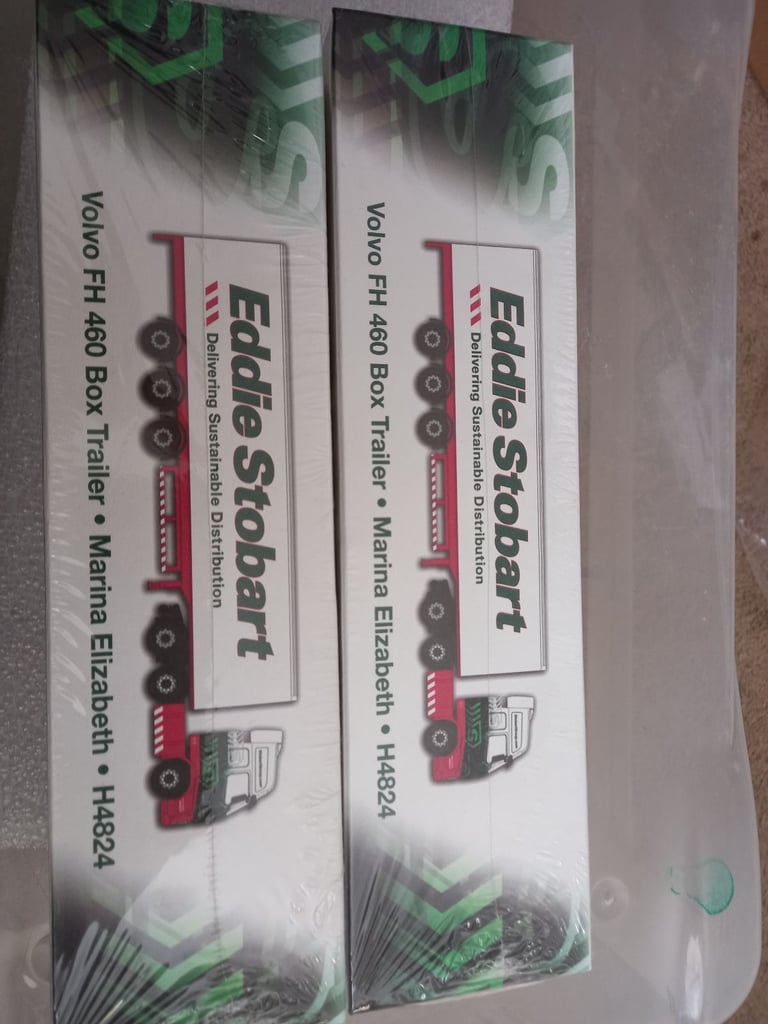 Eddie Stobart
Delivering Sustainable Distribution
Volvo FH 460 Box Trailer • Marina Elizabeth • H4824
Eddie Stobart
Delivering Sustainable Distribution
Volvo FH 460 Box Trailer • Marina Elizabeth • H4824